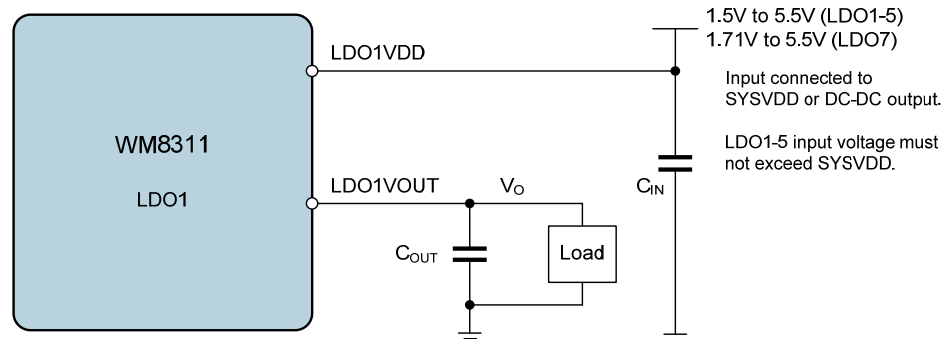 1.5V to 5.5V (LDO1-5)
1.71V to 5.5V (LDO7)
LDO1VDD
Input connected to
SYSVDD or DC-DC output.
WM8311
LDO1-5 input voltage must
not exceed SYSVDD.
LDO1
LDO1VOUT
VO
CIN
COUT
Load